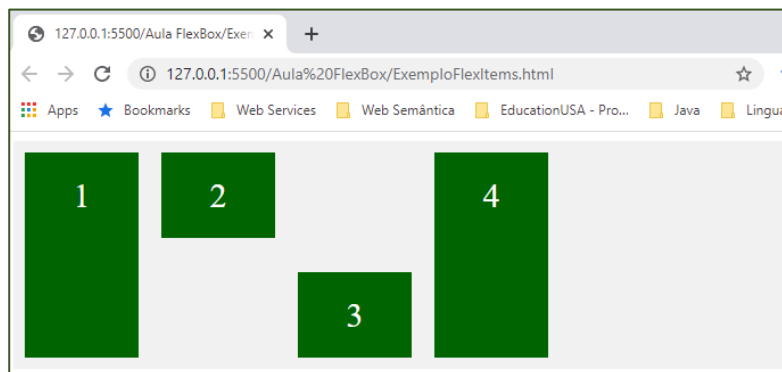 127.0.0.1:5500/Aula FlexBox/Exem
127.0.0.1:5500/Aula%20FlexBox/ExemploFlexItems.html
Apps Bookmarks Web Services Web Semântica EducationUSA - Pro... Java Lingua
1 2 4
3